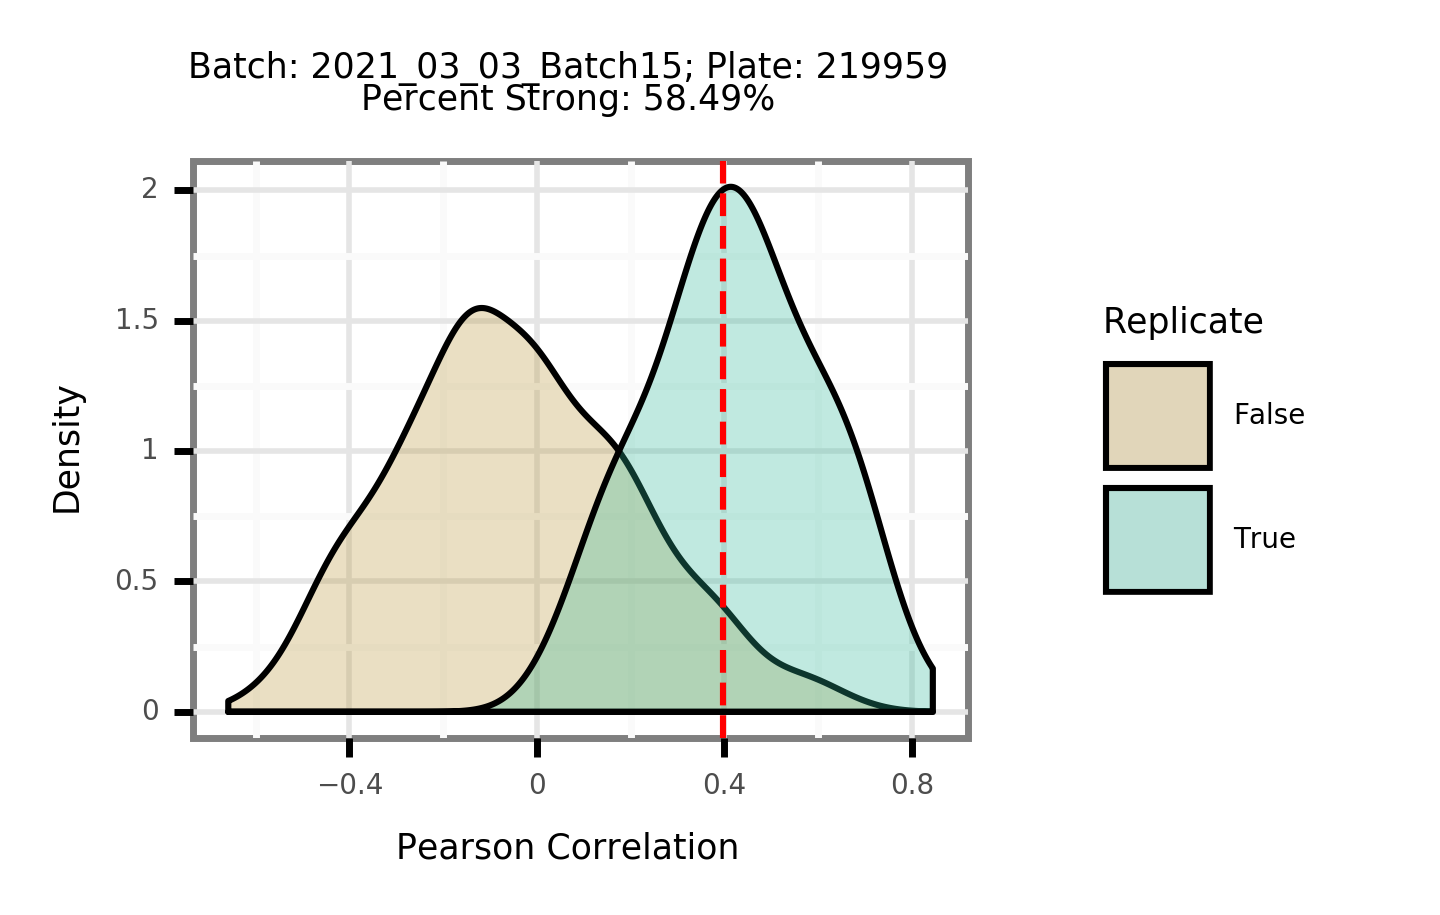 Batch: 2021_03_03_Batch15; Plate: 219959
Percent Strong: 58.49%
2
1.5
1
0.5
0
Density
−0.4
0
0.4
0.8
Pearson Correlation
Replicate
False
True